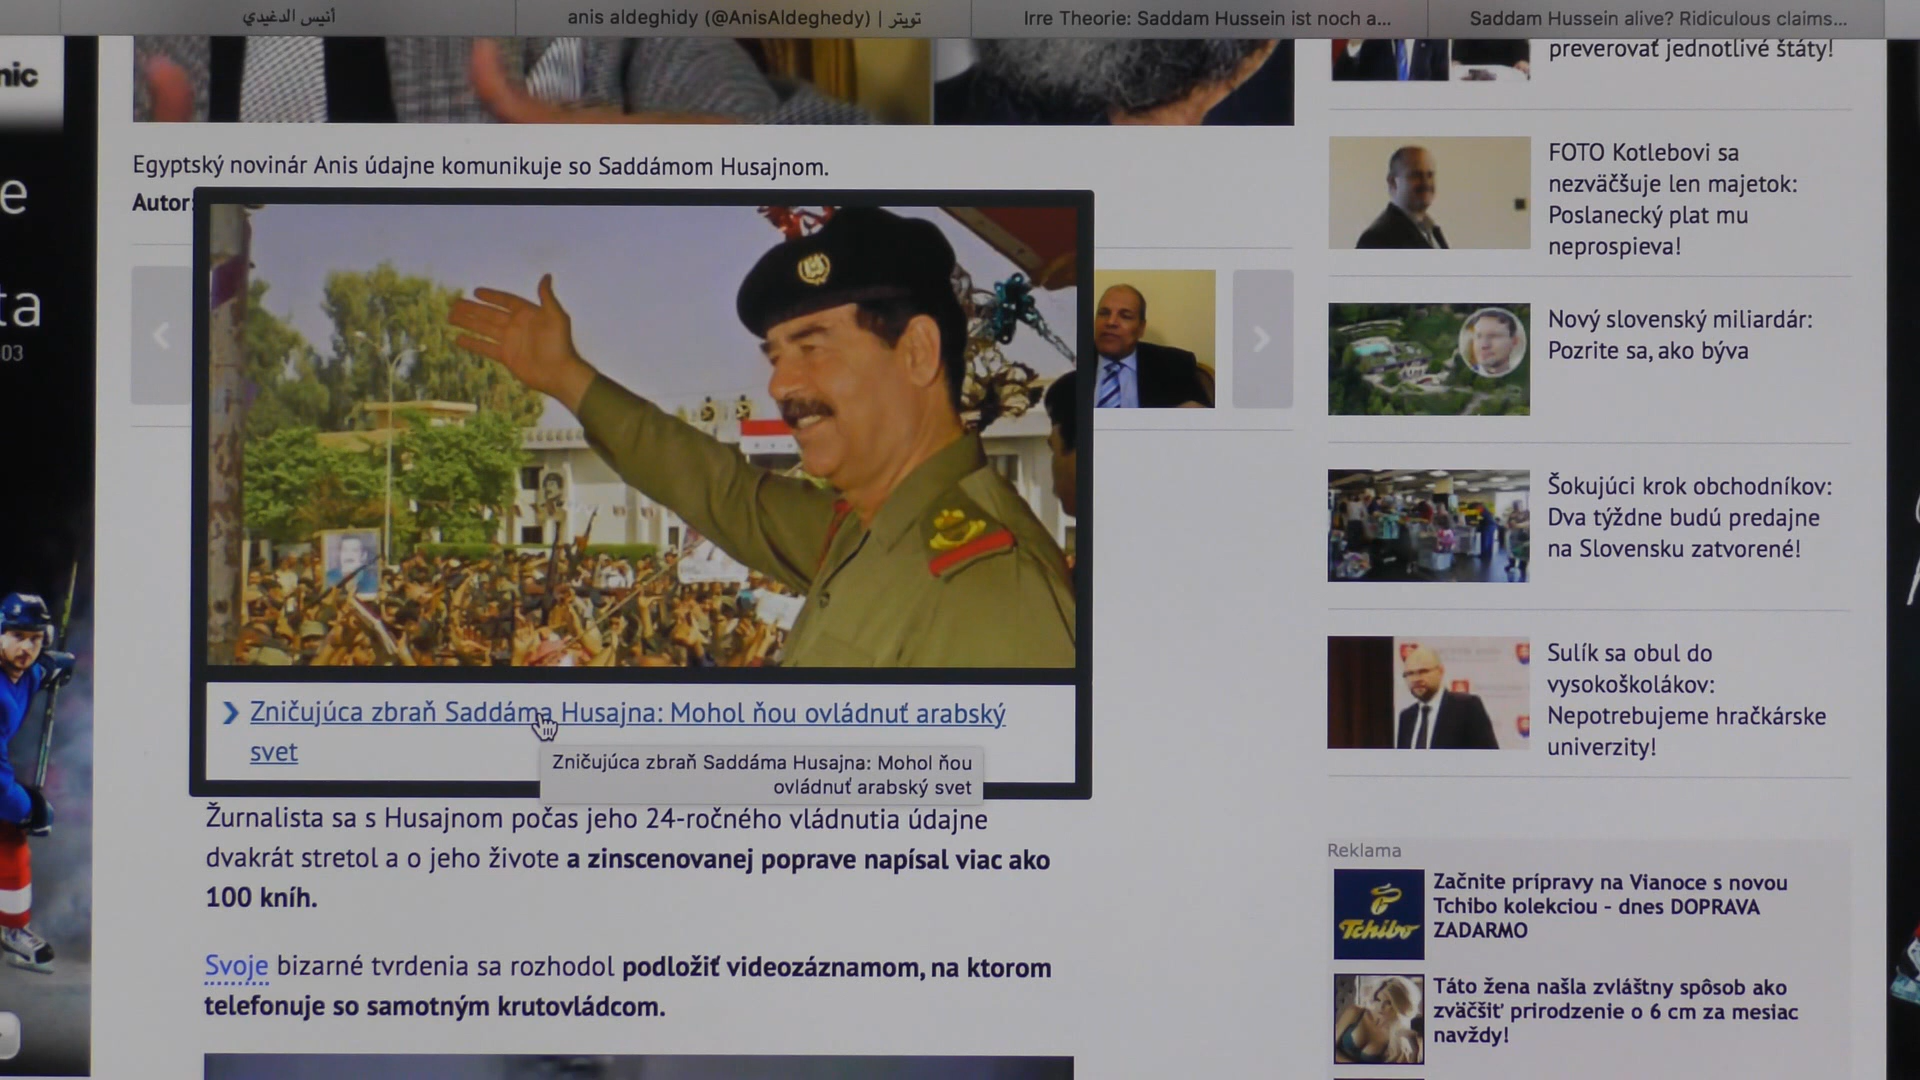 أنيس الدغيدي
anis aldeghidy (@AnisAldeghedy) | تويتر
Irre Theorie: Saddam Hussein ist noch a...
Saddam Hussein alive? Ridiculous claims...
nic
e
ta
03
Egyptský novinár Anis údajne komunikuje so Saddámom Husajnom.
Autor:
Zničujúca zbraň Saddáma Husajna: Mohol ňou ovládnuť arabský
svet
Zničujúca zbraň Saddáma Husajna: Mohol ňou
ovládnuť arabský svet
Žurnalista sa s Husajnom počas jeho 24-ročného vládnutia údajne
dvakrát stretol a o jeho živote a zinscenovanej poprave napísal viac ako
100 kníh.
Svoje bizarné tvrdenia sa rozhodol podložiť videozáznamom, na ktorom
telefonuje so samotným krutovládcom.
preverovať jednotlivé štáty!
FOTO Kotlebovi sa
nezväčšuje len majetok:
Poslanecký plat mu
neprospieva!
Nový slovenský miliardár:
Pozrite sa, ako býva
Šokujúci krok obchodníkov:
Dva týždne budú predajne
na Slovensku zatvorené!
Sulík sa obul do
vysokoškolákov:
Nepotrebujeme hračkárske
univerzity!
Reklama
Tchibo
Začnite prípravy na Vianoce s novou
Tchibo kolekciou - dnes DOPRAVA
ZADARMO
Táto žena našla zvláštny spôsob ako
zväčšiť prirodzenie o 6 cm za mesiac
navždy!